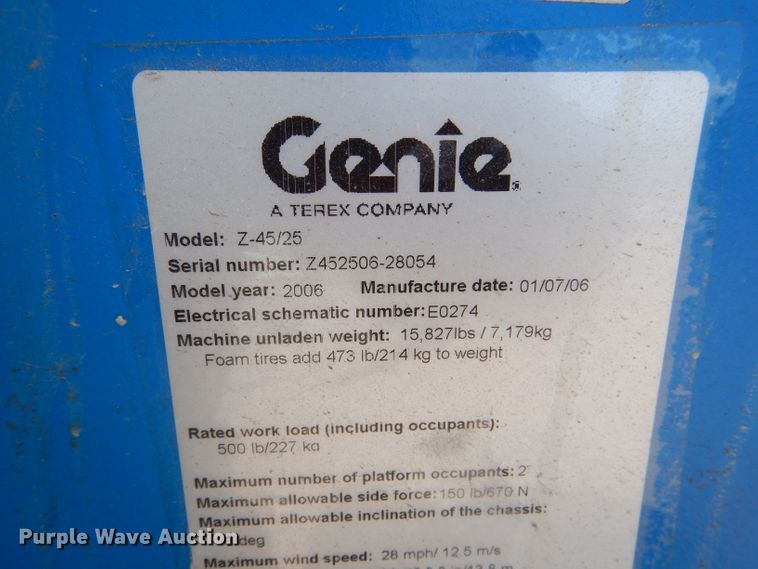 Genie
A TEREX COMPANY
Model: Z-45/25
Serial number: Z452506-28054
Model year: 2006 Manufacture date: 01/07/06
Electrical schematic number: E0274
Machine unladen weight: 15,827lbs / 7,179kg
Foam tires add 473 lb/214 kg to weight
Rated work load (including occupants):
500 lb/227 kg
Maximum number of platform occupants: 2
Maximum allowable side force: 150 lb/670 N
Maximum allowable inclination of the chassis:
deg
Maximum wind speed: 28 mph/ 12.5 m/s
Purple Wave Auction